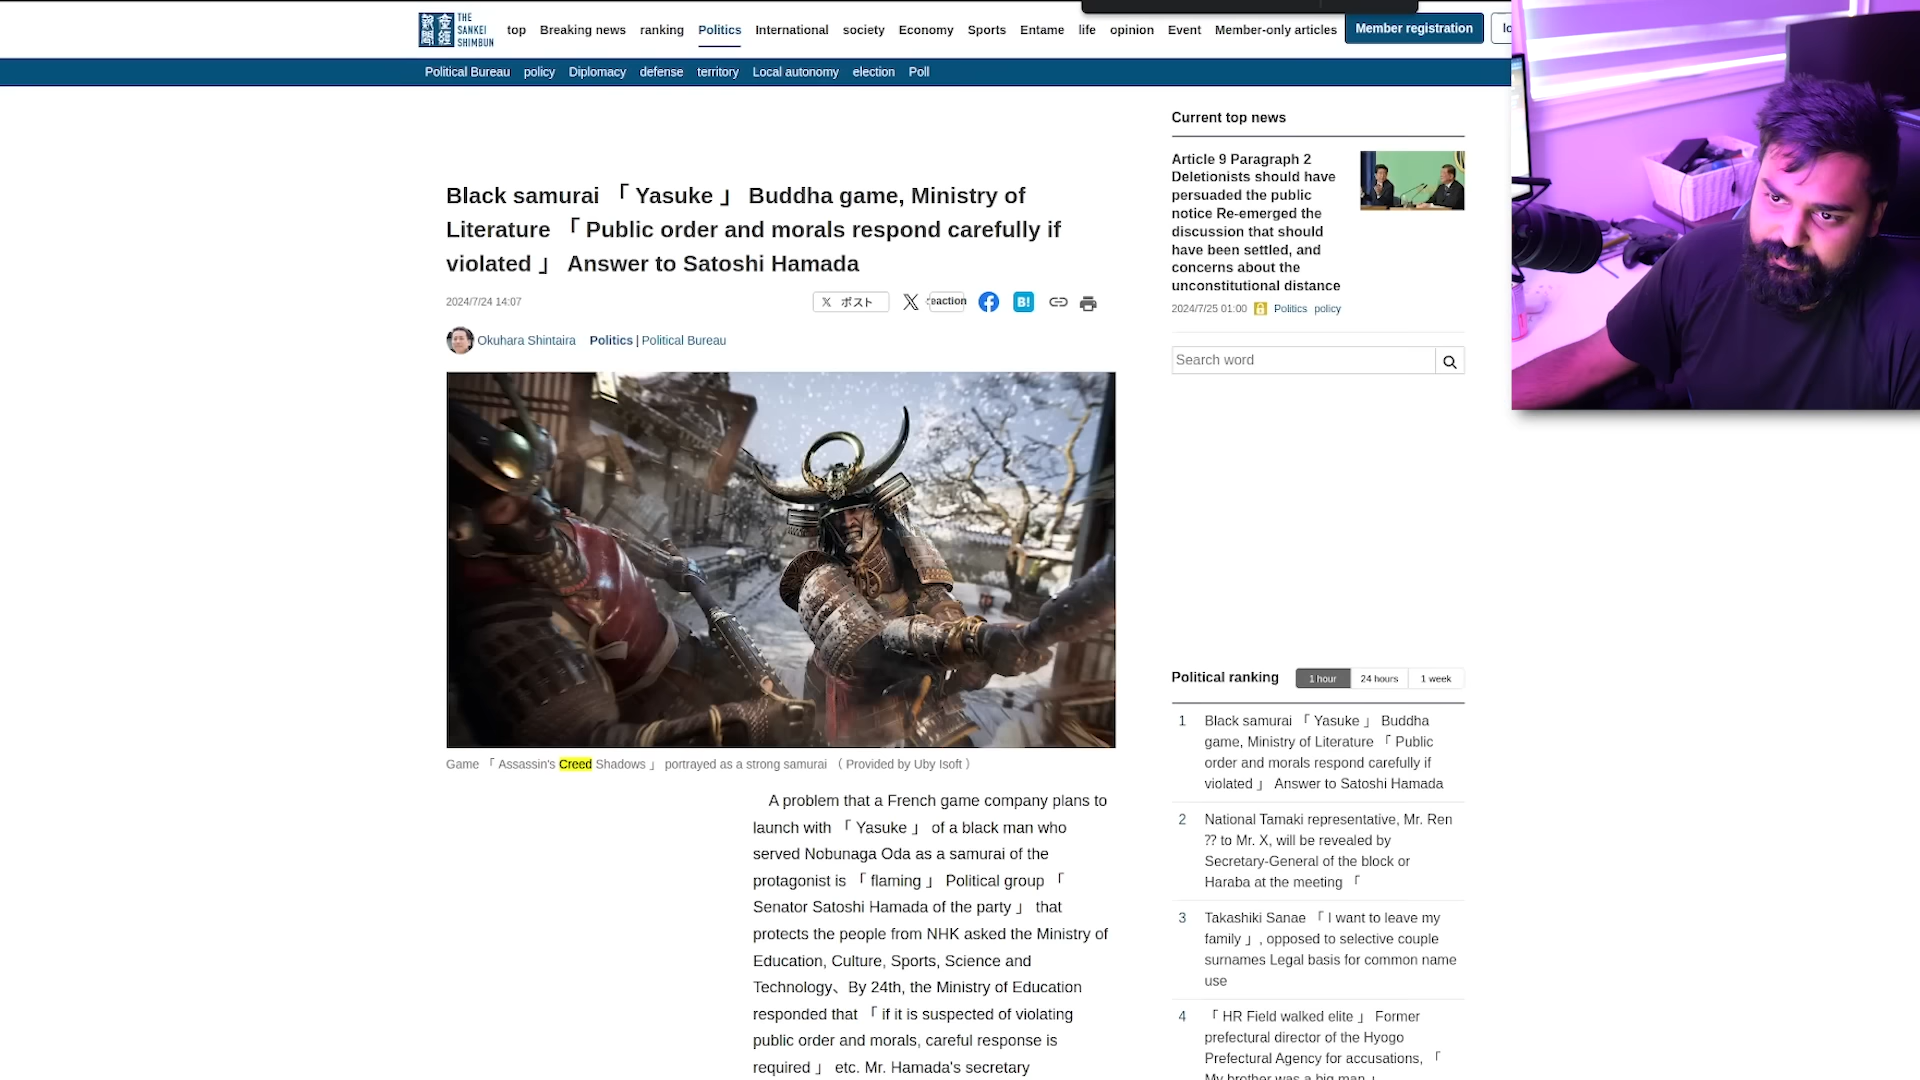 THE
SANKEI
SHIMBUN
top Breaking news ranking Politics International society Economy Sports Entame life opinion Event Member-only articles Member registration
Political Bureau policy Diplomacy defense territory Local autonomy election Poll
Black samurai 「 Yasuke 」 Buddha game, Ministry of
Literature 「 Public order and morals respond carefully if
violated 」 Answer to Satoshi Hamada
2024/7/24 14:07
ポスト
eaction
B!
Okuhara Shintaira Politics | Political Bureau
Game 「 Assassin's Creed Shadows 」 portrayed as a strong samurai （ Provided by Uby Isoft ）
A problem that a French game company plans to
launch with 「 Yasuke 」 of a black man who
served Nobunaga Oda as a samurai of the
protagonist is 「 flaming 」 Political group 「
Senator Satoshi Hamada of the party 」 that
protects the people from NHK asked the Ministry of
Education, Culture, Sports, Science and
Technology、By 24th, the Ministry of Education
responded that 「 if it is suspected of violating
public order and morals, careful response is
required 」 etc. Mr. Hamada's secretary
Current top news
Article 9 Paragraph 2
Deletionists should have
persuaded the public
notice Re-emerged the
discussion that should
have been settled, and
concerns about the
unconstitutional distance
2024/7/25 01:00 Politics policy
Search word
Political ranking 1 hour 24 hours 1 week
1 Black samurai 「 Yasuke 」 Buddha
game, Ministry of Literature 「 Public
order and morals respond carefully if
violated 」 Answer to Satoshi Hamada
2 National Tamaki representative, Mr. Ren
⁇ to Mr. X, will be revealed by
Secretary-General of the block or
Haraba at the meeting 「
3 Takashiki Sanae 「 I want to leave my
family 」, opposed to selective couple
surnames Legal basis for common name
use
4 「 HR Field walked elite 」 Former
prefectural director of the Hyogo
Prefectural Agency for accusations, 「
My brother was a big man 」